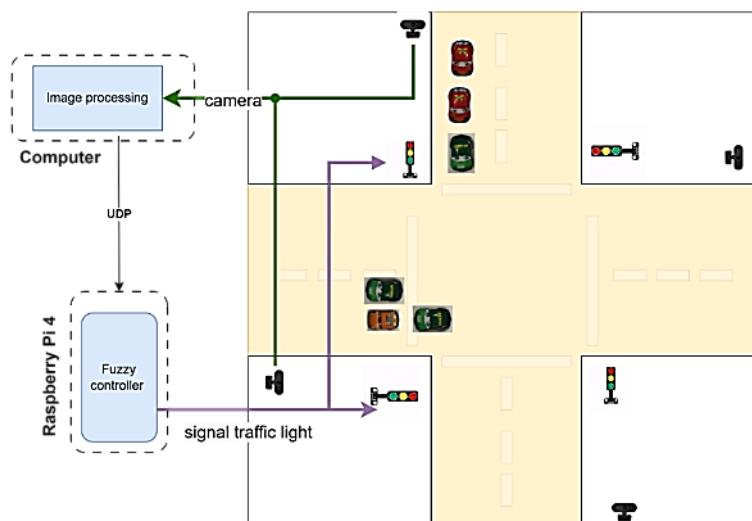 Image processing
camera
Computer
UDP
Raspberry Pi 4
Fuzzy
controller
signal traffic light